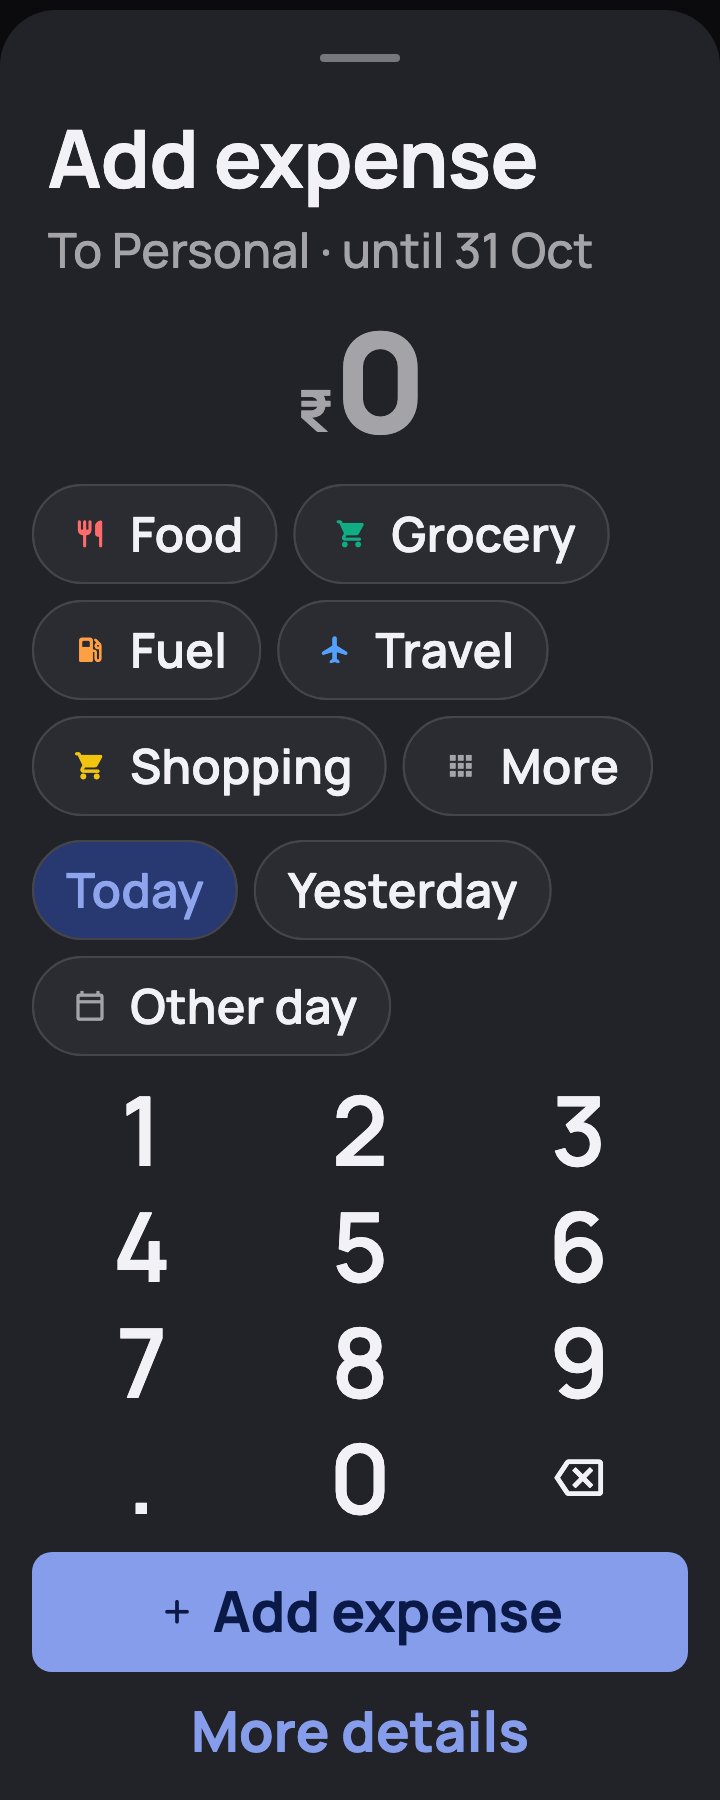 Add expense
To Personal · until 31 Oct
₹0
Food Grocery
Fuel Travel
Shopping More
Today Yesterday
Other day
1 2 3
4 5 6
7 8 9
. 0
+ Add expense
More details